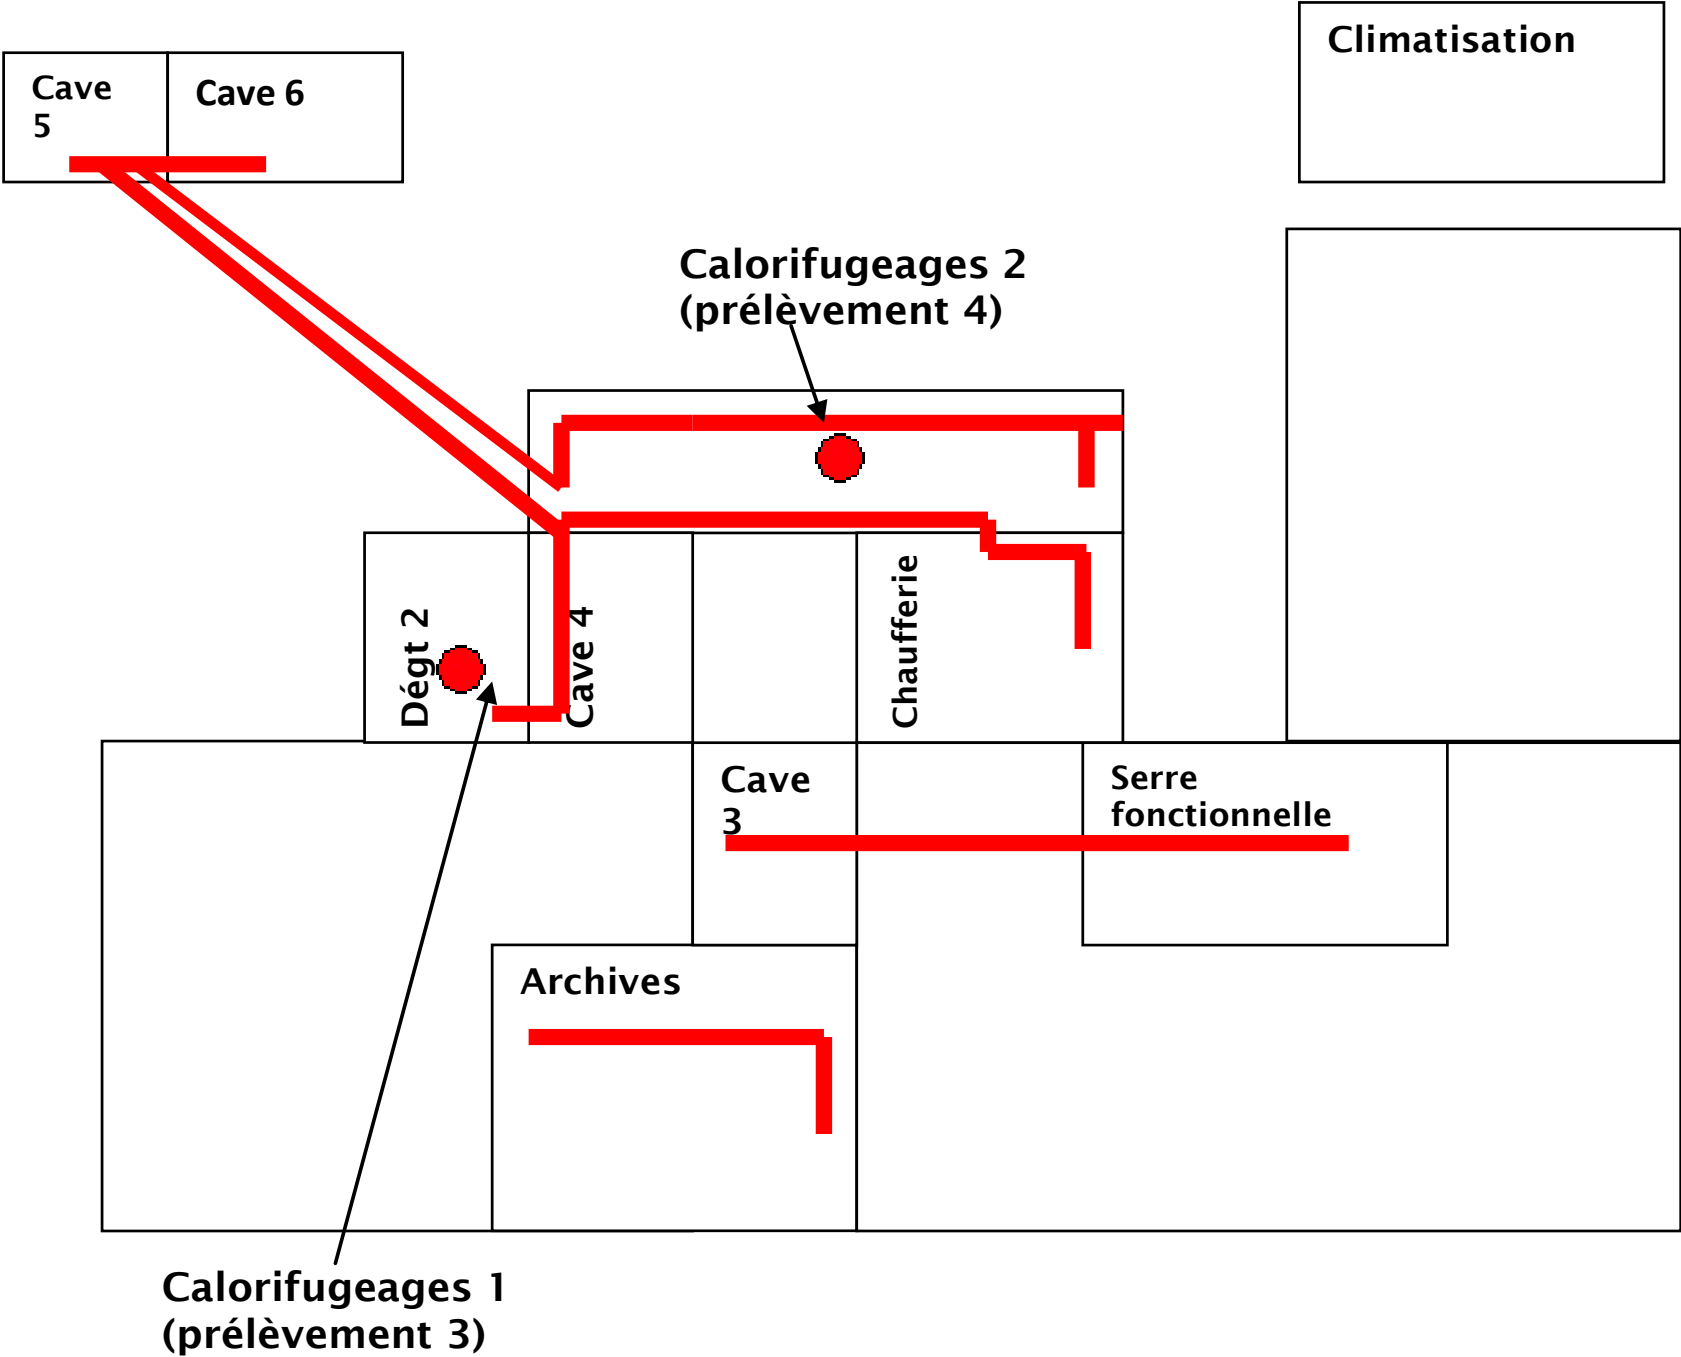 Climatisation
Cave
5
Cave 6
Calorifugeages 2
(prélèvement 4)
Dégt 2
Cave 4
Chaufferie
Cave
3
Serre
fonctionnelle
Archives
Calorifugeages 1
(prélèvement 3)